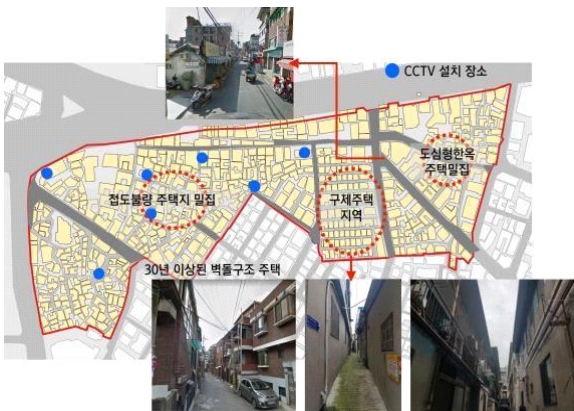 CCTV 설치 장소
도심형한옥
주택밀집
접도불량 주택지 밀집
구제주택
지역
30년 이상된 벽돌구조 주택